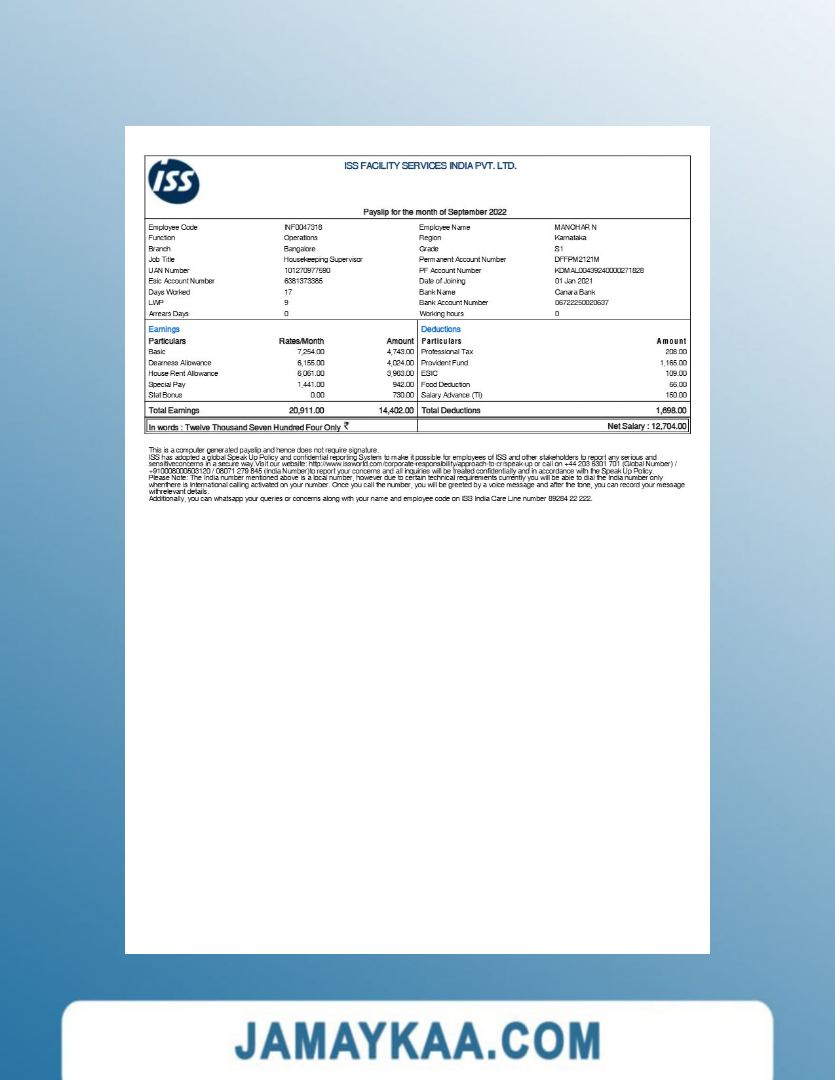 ISS
ISS FACILITY SERVICES INDIA PVT. LTD.
Payslip for the month of September 2022
Employee Code INF0047318 Employee Name MANOHAR N
Function Operations Region Karnataka
Branch Bangalore Grade S1
Job Title Housekeeping Supervisor Permanent Account Number DFFPM2121M
UAN Number 101270977590 PF Account Number KDMAL00439240000271828
Esic Account Number 5381373385 Date of Joining 01 Jan 2021
Days Worked 17 Bank Name Canara Bank
LWP 9 Bank Account Number 06722250020637
Arrears Days 0 Working hours 0
Earnings Deductions
Particulars Rates/Month Amount Particulars Amount
Basic 7,254.00 4,743.00 Professional Tax 208.00
Dearness Allowance 6,155.00 4,024.00 Provident Fund 1,165.00
House Rent Allowance 6,061.00 3,963.00 ESIC 109.00
Special Pay 1,441.00 942.00 Food Deduction 66.00
Stat Bonus 0.00 730.00 Salary Advance (TI) 150.00
Total Earnings 20,911.00 14,402.00 Total Deductions 1,698.00
In words : Twelve Thousand Seven Hundred Four Only ₹ Net Salary : 12,704.00
This is a computer generated payslip and hence does not require signature.
ISS has adopted a global Speak Up Policy and confidential reporting System to make it possible for employees of ISS and other stakeholders to report any serious and
sensitiveconcerns in a secure way.Visit our website: http://www.issworld.com/corporate-responsibility/approach-to-cr/speak-up or call on +44 203 6301 701 (Global Number) /
+910008000503120 / 08071 279 845 (India Number)to report your concerns and all inquiries will be treated confidentially and in accordance with the Speak Up Policy.
Please Note: The India number mentioned above is a local number, however due to certain technical requirements currently you will be able to dial the india number only
whenthere is International calling activated on your number. Once you call the number, you will be greeted by a voice message and after the tone, you can record your message
withrelevant details.
Additionally, you can whatsapp your queries or concerns along with your name and employee code on ISS India Care Line number 89284 22 222.
JAMAYKAA.COM